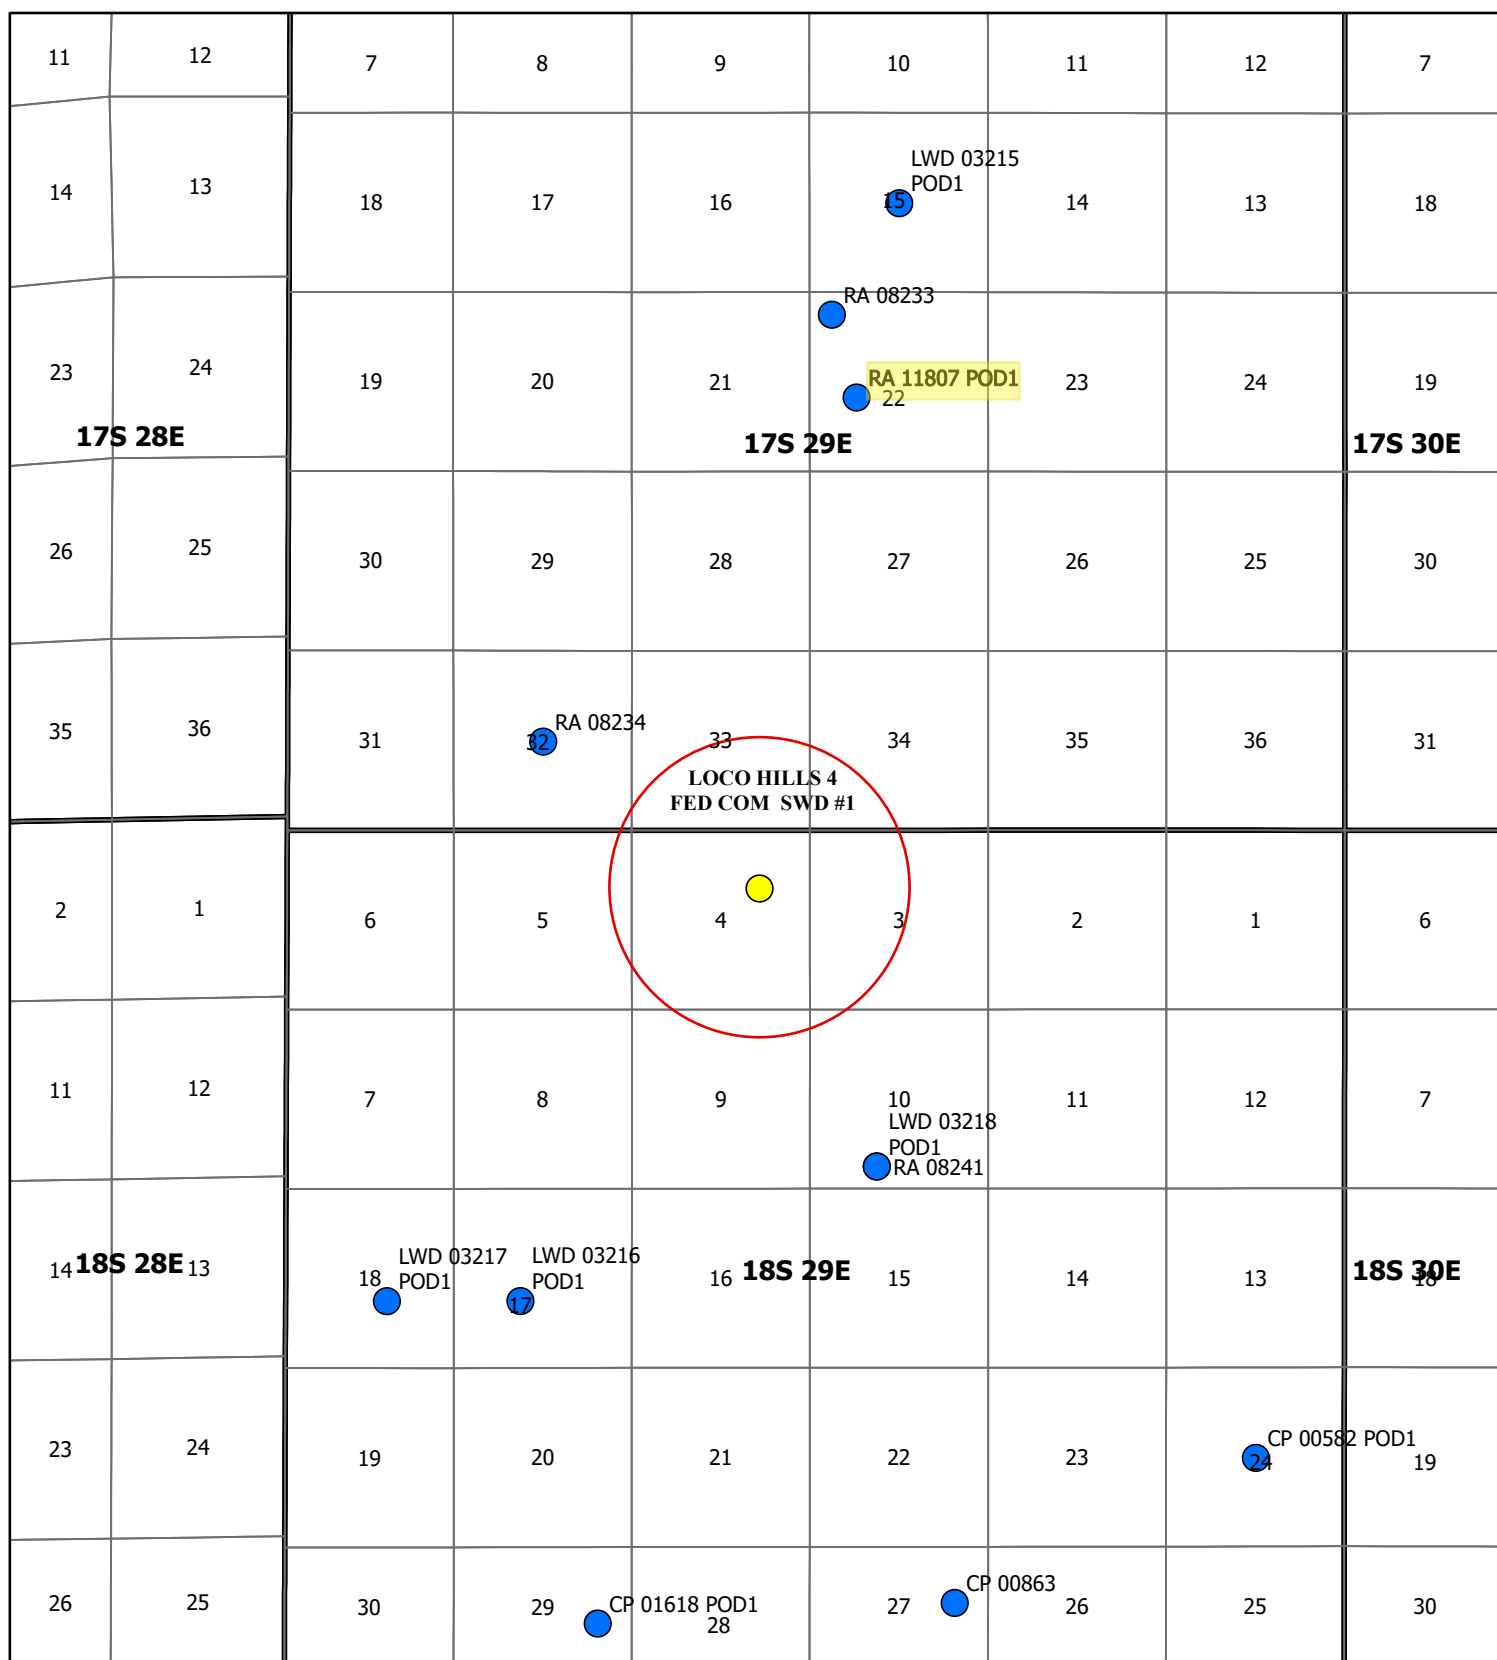 11 12 7 8 9 10 11 12 7
LWD 03215
POD1
14 13 18 17 16 15 14 13 18
RA 08233
RA 11807 POD1
23 24 19 20 21 22 23 24 19
17S 28E 17S 29E 17S 30E
26 25 30 29 28 27 26 25 30
RA 08234
35 36 31 32 33 34 35 36 31
LOCO HILLS 4
FED COM SWD #1
2 1 6 5 4 3 2 1 6
11 12 7 8 9 10 11 12 7
LWD 03218
POD1
RA 08241
LWD 03217
POD1
LWD 03216
POD1
14 18S 28E 13 18 17 16 18S 29E 15 14 13 18S 30E 18
CP 00582 POD1
23 24 19 20 21 22 23 24 19
CP 00863
26 25 30 29 CP 01618 POD1 28 27 26 25 30